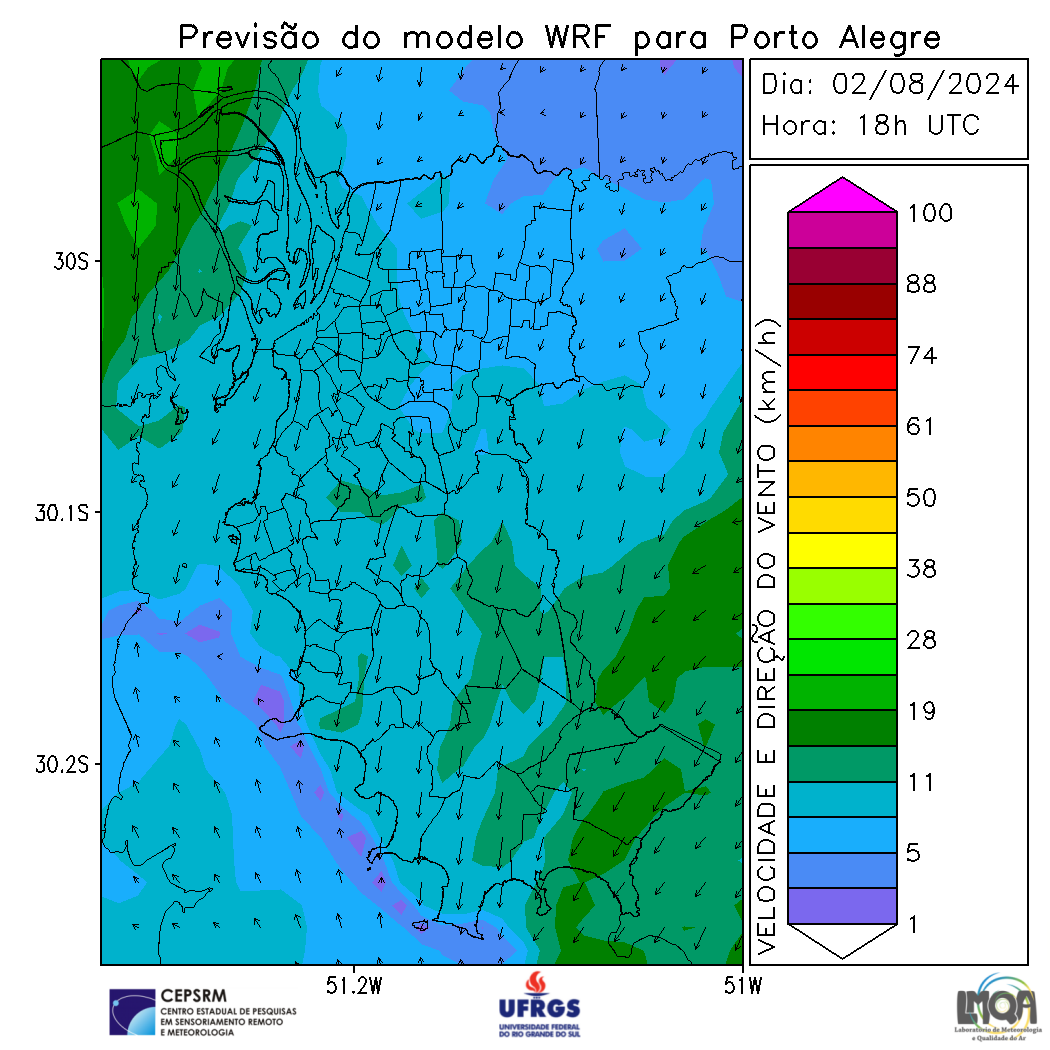 Previsão do modelo WRF para Porto Alegre
Dia: 02/08/2024
Hora: 18h UTC
30S
30.1S
30.2S
51.2W
51W
VELOCIDADE E DIREÇÃO DO VENTO (km/h)
100
88
74
61
50
38
28
19
11
5
1
CEPSRM
CENTRO ESTADUAL DE PESQUISAS
EM SENSORIAMENTO REMOTO
E METEOROLOGIA
UFRGS
UNIVERSIDADE FEDERAL
DO RIO GRANDE DO SUL
LMQA
Laboratório de Meteorologia
e Qualidade do Ar